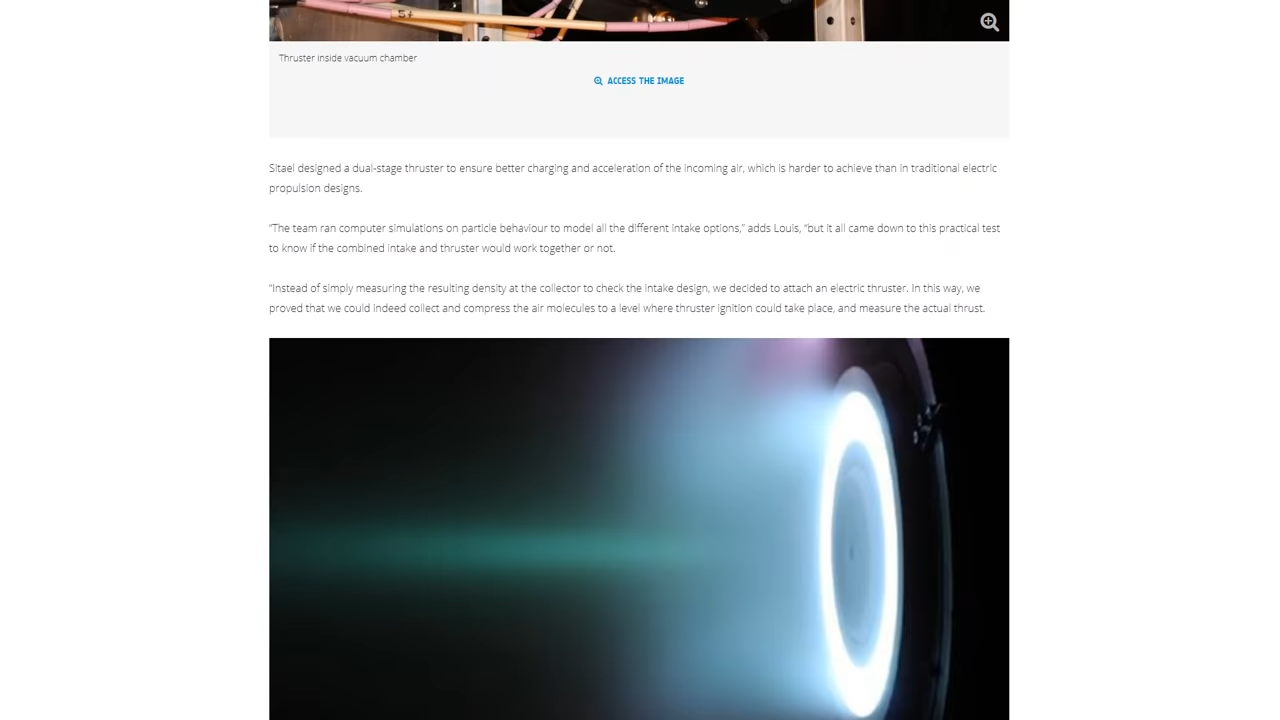 Thruster inside vacuum chamber
ACCESS THE IMAGE
Sitael designed a dual-stage thruster to ensure better charging and acceleration of the incoming air, which is harder to achieve than in traditional electric
propulsion designs.
“The team ran computer simulations on particle behaviour to model all the different intake options,” adds Louis, “but it all came down to this practical test
to know if the combined intake and thruster would work together or not.
“Instead of simply measuring the resulting density at the collector to check the intake design, we decided to attach an electric thruster. In this way, we
proved that we could indeed collect and compress the air molecules to a level where thruster ignition could take place, and measure the actual thrust.